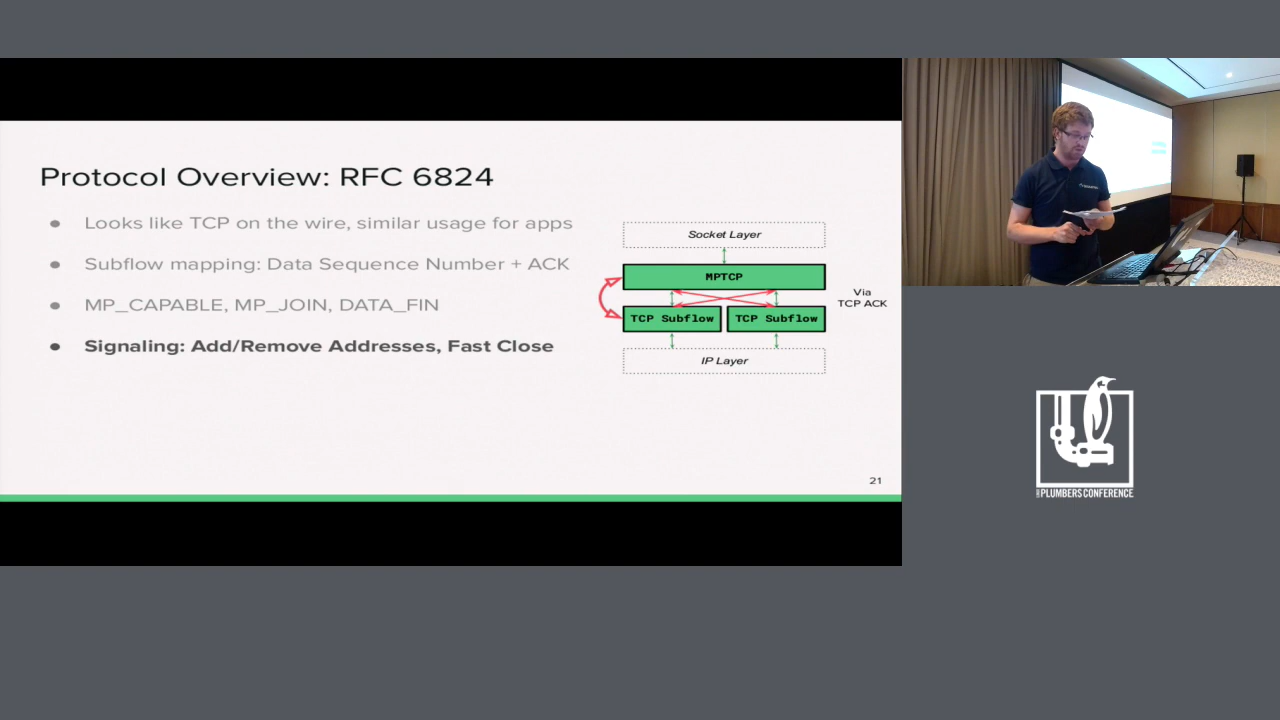 Protocol Overview: RFC 6824
● Looks like TCP on the wire, similar usage for apps
● Subflow mapping: Data Sequence Number + ACK
● MP_CAPABLE, MP_JOIN, DATA_FIN
● Signaling: Add/Remove Addresses, Fast Close
Socket Layer
MPTCP
TCP Subflow TCP Subflow
IP Layer
Via
TCP ACK
21
PLUMBERS CONFERENCE